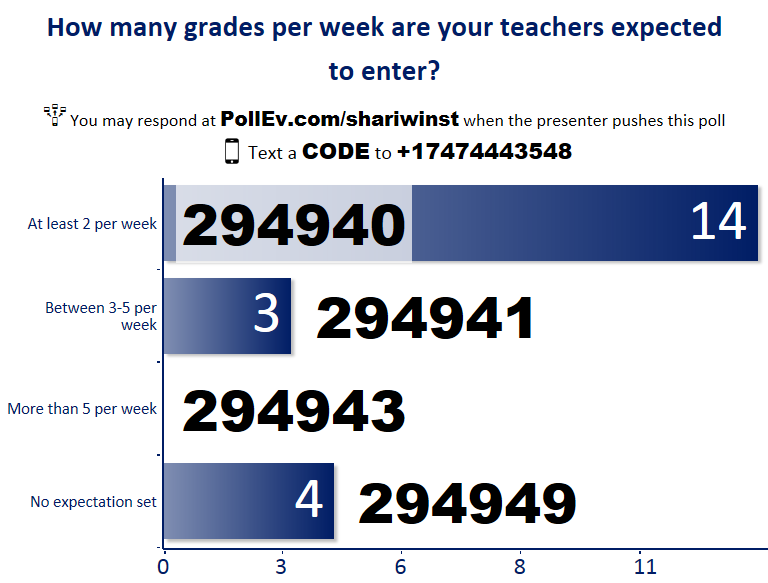 How many grades per week are your teachers expected
to enter?
You may respond at PollEv.com/shariwinst when the presenter pushes this poll
Text a CODE to +17474443548
At least 2 per week 294940 14
Between 3-5 per
week 3 294941
More than 5 per week 294943
No expectation set 4 294949
0 3 6 8 11